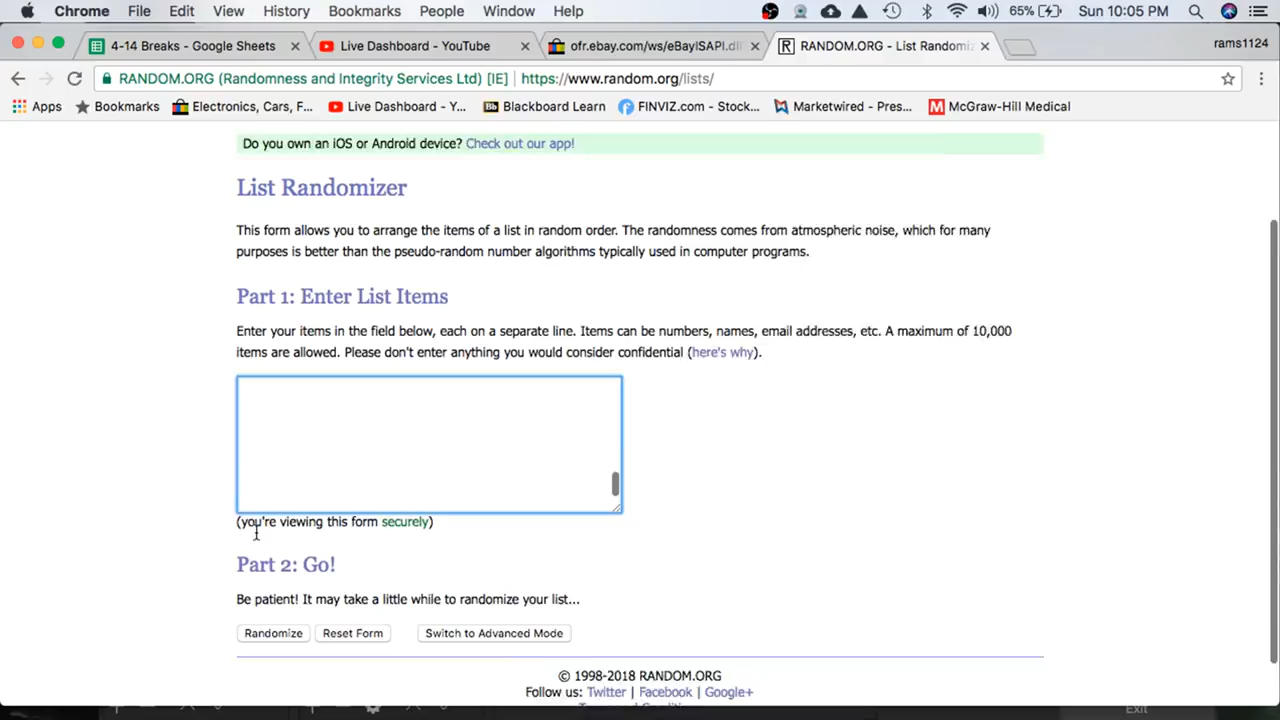 Chrome File Edit View History Bookmarks People Window Help 65% Sun 10:05 PM
4-14 Breaks - Google Sheets Live Dashboard - YouTube ofr.ebay.com/ws/eBayISAPI.dll RANDOM.ORG - List Randomiz rams1124
RANDOM.ORG (Randomness and Integrity Services Ltd) [IE] https://www.random.org/lists/
Apps Bookmarks Electronics, Cars, F... Live Dashboard - Y... Bb Blackboard Learn FINVIZ.com - Stock... Marketwired - Pres... M McGraw-Hill Medical
Do you own an iOS or Android device? Check out our app!
List Randomizer
This form allows you to arrange the items of a list in random order. The randomness comes from atmospheric noise, which for many
purposes is better than the pseudo-random number algorithms typically used in computer programs.
Part 1: Enter List Items
Enter your items in the field below, each on a separate line. Items can be numbers, names, email addresses, etc. A maximum of 10,000
items are allowed. Please don't enter anything you would consider confidential (here's why).
(you're viewing this form securely)
Part 2: Go!
Be patient! It may take a little while to randomize your list...
Randomize Reset Form Switch to Advanced Mode
© 1998-2018 RANDOM.ORG
Follow us: Twitter | Facebook | Google+
Exit